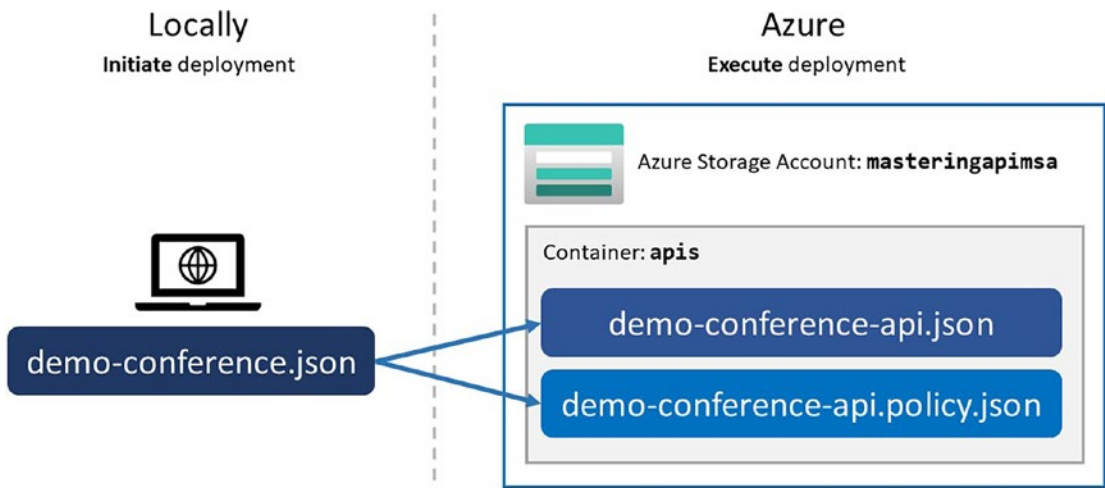 Locally
Initiate deployment
Azure
Execute deployment
Azure Storage Account: masteringapimsa
Container: apis
demo-conference.json
demo-conference-api.json
demo-conference-api.policy.json